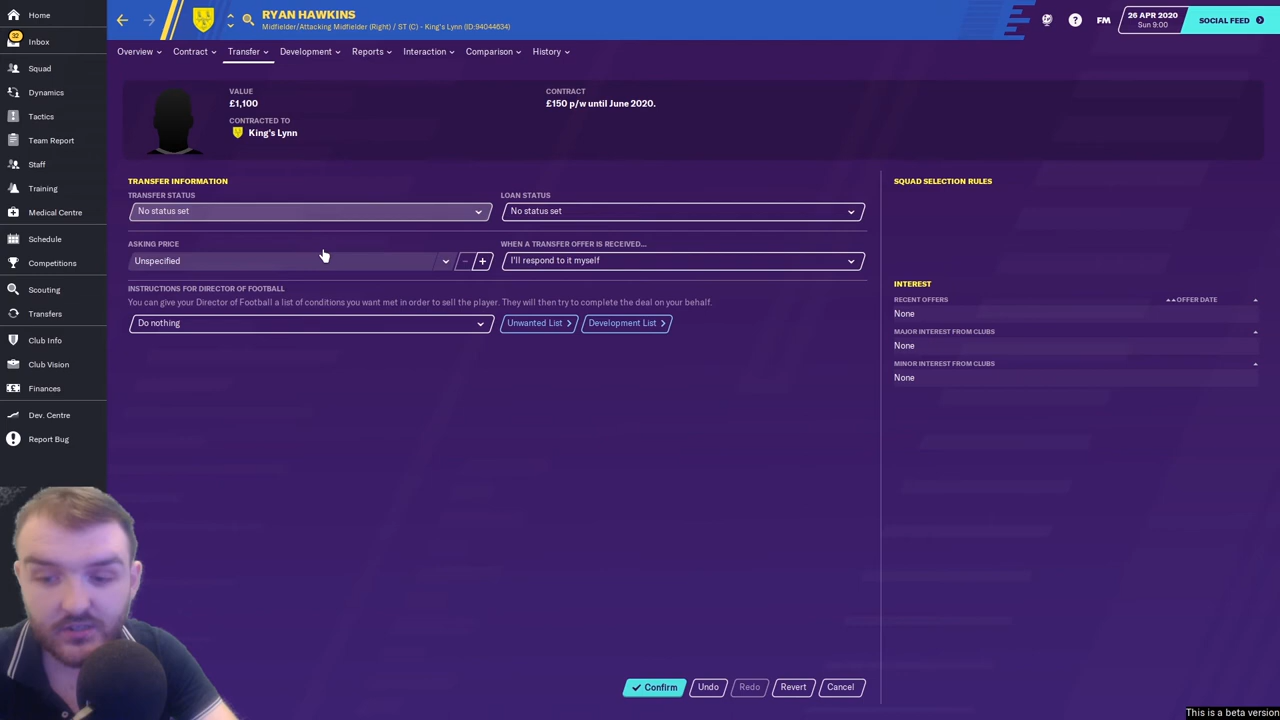 Home
32
Inbox
Squad
Dynamics
Tactics
Team Report
Staff
Training
Medical Centre
Schedule
Competitions
Scouting
Transfers
Club Info
Club Vision
Finances
Dev. Centre
Report Bug
RYAN HAWKINS
Midfielder/Attacking Midfielder (Right) / ST (C) - King's Lynn (ID:94044634)
?
FM
26 APR 2020
Sun 9:00
SOCIAL FEED
Overview
Contract
Transfer
Development
Reports
Interaction
Comparison
History
VALUE
£1,100
CONTRACTED TO
King's Lynn
CONTRACT
£150 p/w until June 2020.
TRANSFER INFORMATION
TRANSFER STATUS
No status set
LOAN STATUS
No status set
ASKING PRICE
Unspecified
WHEN A TRANSFER OFFER IS RECEIVED...
I'll respond to it myself
INSTRUCTIONS FOR DIRECTOR OF FOOTBALL
You can give your Director of Football a list of conditions you want met in order to sell the player. They will then try to complete the deal on your behalf.
Do nothing
Unwanted List
Development List
SQUAD SELECTION RULES
INTEREST
RECENT OFFERS
OFFER DATE
None
MAJOR INTEREST FROM CLUBS
None
MINOR INTEREST FROM CLUBS
None
Confirm
Undo
Redo
Revert
Cancel
This is a beta version